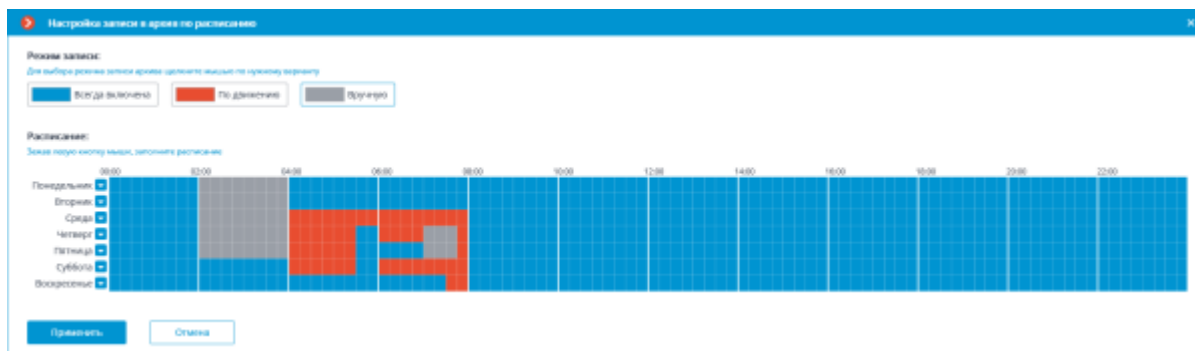 Настройка записи в архив по расписанию
Режим записи:
Для выбора режима записи архива щелкните мышью по нужному варианту
Всегда включена По движению Вручную
Расписание:
Зажав левую кнопку мыши, заполните расписание
00:00 02:00 04:00 06:00 08:00 10:00 12:00 14:00 16:00 18:00 20:00 22:00
Понедельник
Вторник
Среда
Четверг
Пятница
Суббота
Воскресенье
Применить Отмена